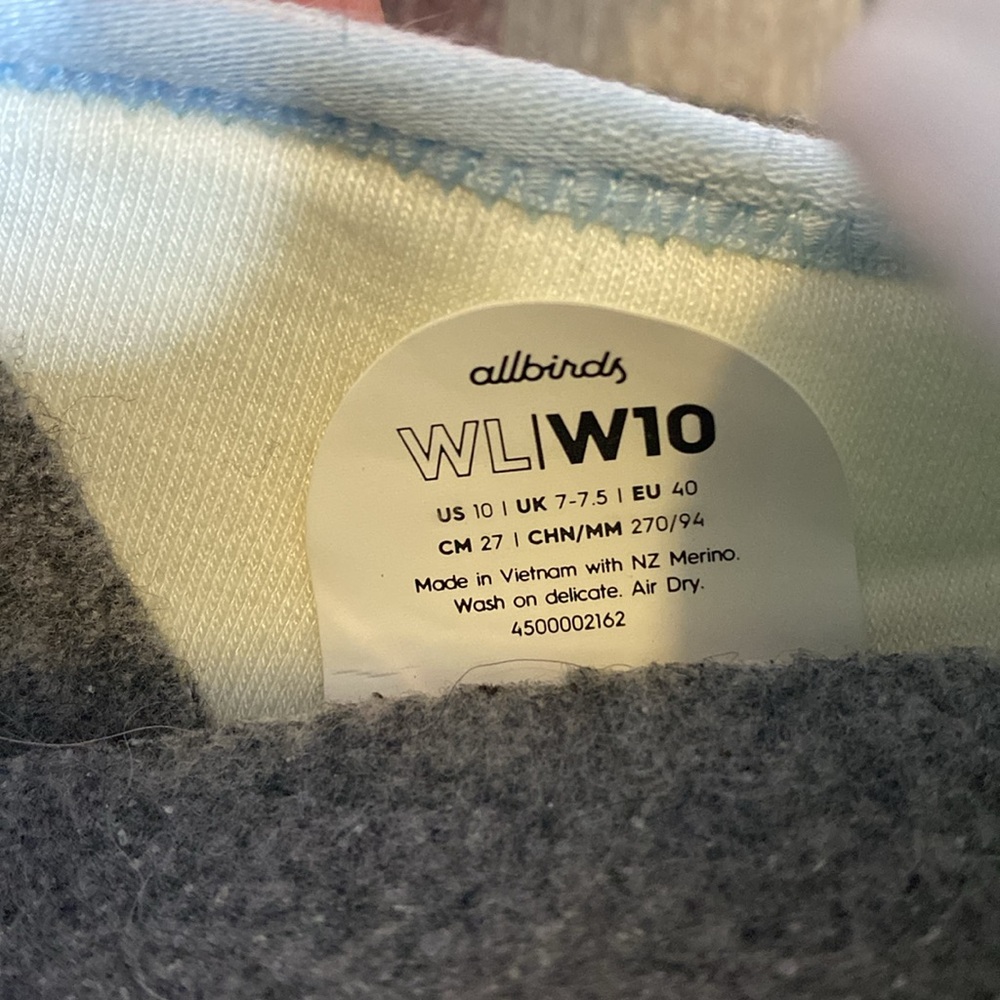 allbirds
WL|W10
US 10 | UK 7-7.5 | EU 40
CM 27 | CHN/MM 270/94
Made in Vietnam with NZ Merino.
Wash on delicate. Air Dry.
4500002162